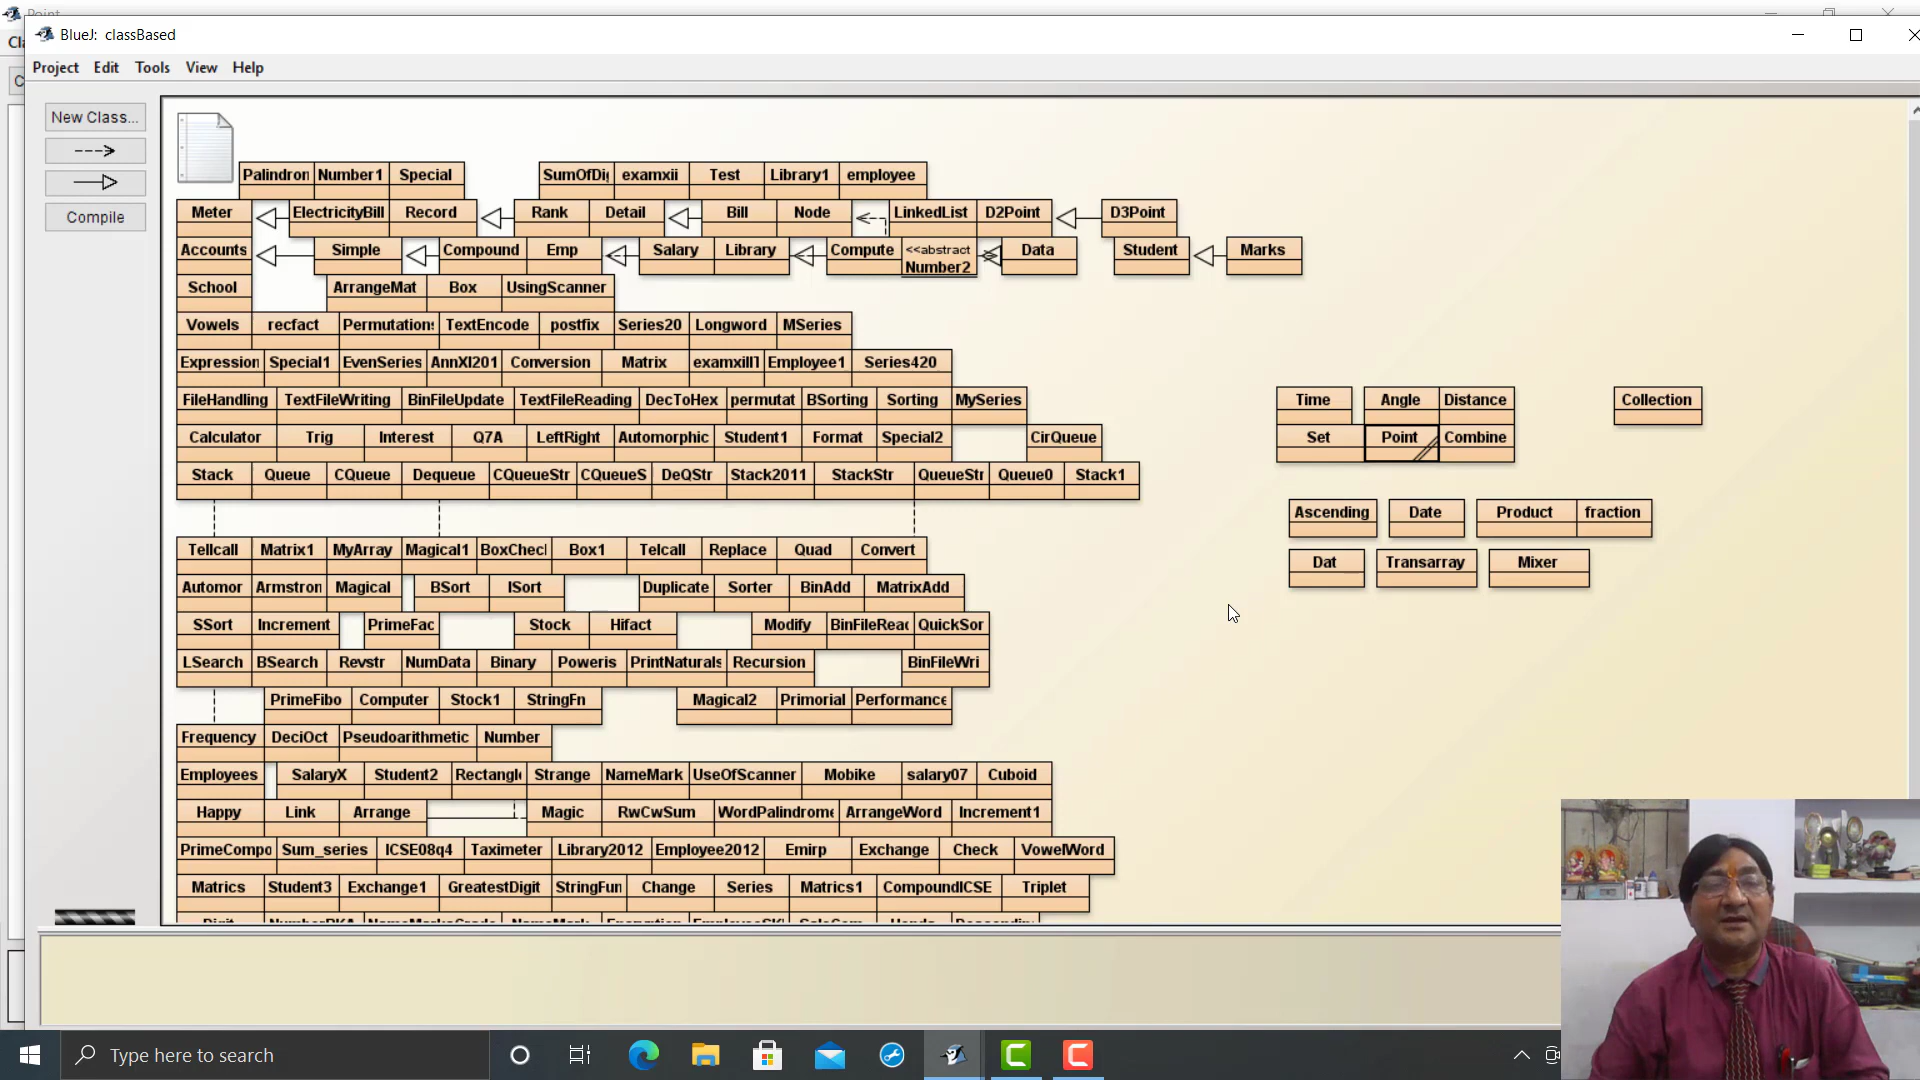 Point
BlueJ: classBased
Project Edit Tools View Help
New Class...
Compile
Palindron Number1 Special SumOfDig examxii Test Library1 employee
Meter ElectricityBill Record Rank Detail Bill Node LinkedList D2Point D3Point
Accounts Simple Compound Emp Salary Library Compute <<abstract Number2 Data Student Marks
School ArrangeMat Box UsingScanner
Vowels recfact Permutations TextEncode postfix Series20 Longword MSeries
Expression Special1 EvenSeries AnnXI201 Conversion Matrix examxiiI Employee1 Series420
FileHandling TextFileWriting BinFileUpdate TextFileReading DecToHex permutat BSorting Sorting MySeries Time Angle Distance Collection
Calculator Trig Interest Q7A LeftRight Automorphic Student1 Format Special2 CirQueue Set Point Combine
Stack Queue CQueue Dequeue CQueueStr CQueueS DeQStr Stack2011 StackStr QueueStr Queue0 Stack1
Ascending Date Product fraction
Tellcall Matrix1 MyArray Magical1 BoxChecl Box1 Telcall Replace Quad Convert Dat Transarray Mixer
Automor Armstron Magical BSort ISort Duplicate Sorter BinAdd MatrixAdd
SSort Increment PrimeFac Stock Hifact Modify BinFileRead QuickSor
LSearch BSearch Revstr NumData Binary Poweris PrintNaturals Recursion BinFileWri
PrimeFibo Computer Stock1 StringFn Magical2 Primorial Performance
Frequency DeciOct Pseudoarithmetic Number
Employees SalaryX Student2 Rectangle Strange NameMark UseOfScanner Mobike salary07 Cuboid
Happy Link Arrange Magic RwCwSum WordPalindrome ArrangeWord Increment1
PrimeCompo Sum_series ICSE08q4 Taximeter Library2012 Employee2012 Emirp Exchange Check VowelWord
Matrics Student3 Exchange1 GreatestDigit StringFun Change Series Matrics1 CompoundICSE Triplet
Type here to search